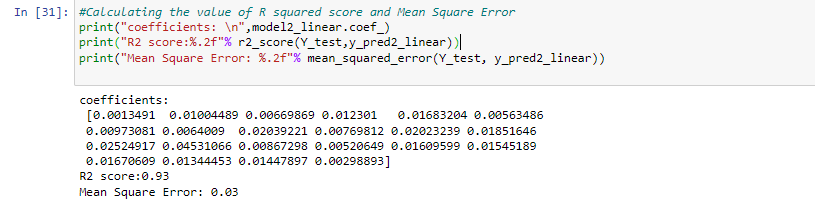 In [31]: #Calculating the value of R squared score and Mean Square Error
print("coefficients: \n",model2_linear.coef_)
print("R2 score:%.2f"% r2_score(Y_test,y_pred2_linear))
print("Mean Square Error: %.2f"% mean_squared_error(Y_test, y_pred2_linear))
coefficients:
[0.0013491  0.01004489 0.00669869 0.012301   0.01683204 0.00563486
0.00973081 0.0064009  0.02039221 0.00769812 0.02023239 0.01851646
0.02524917 0.04531066 0.00867298 0.00520649 0.01609599 0.01545189
0.01670609 0.01344453 0.01447897 0.00298893]
R2 score:0.93
Mean Square Error: 0.03